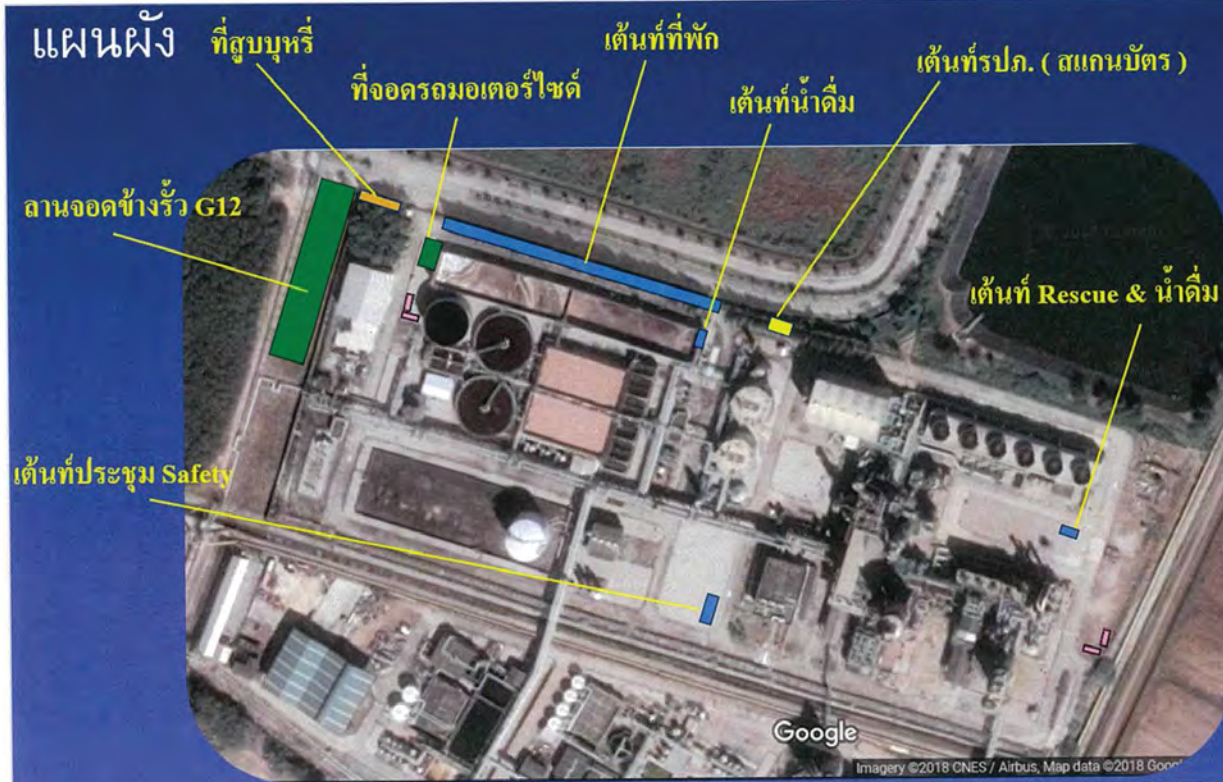 แผนผัง
ที่สูบบุหรี่
เต้นท์ที่พัก
เต้นท์รปภ. ( สแกนบัตร )
ที่จอดรถมอเตอร์ไซด์
เต้นท์น้ำดื่ม
ลานจอดข้างรั้ว G12
เต้นท์ Rescue & น้ำดื่ม
เต้นท์ประชุม Safety
Google
Imagery ©2018 CNES / Airbus, Map data ©2018 Google